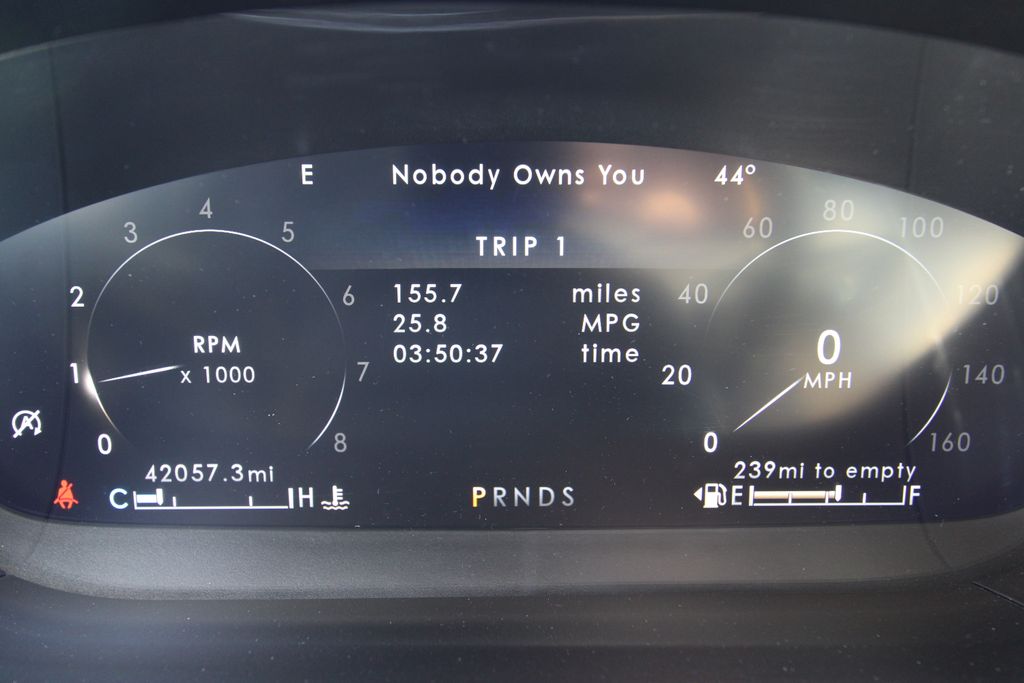 E Nobody Owns You 44°
TRIP 1
155.7 miles
25.8 MPG
03:50:37 time
0 1 2 3 4 5 6 7 8
RPM
x 1000
0 20 40 60 80 100 120 140 160
0
MPH
42057.3mi
C H
PRNDS
239mi to empty
E F